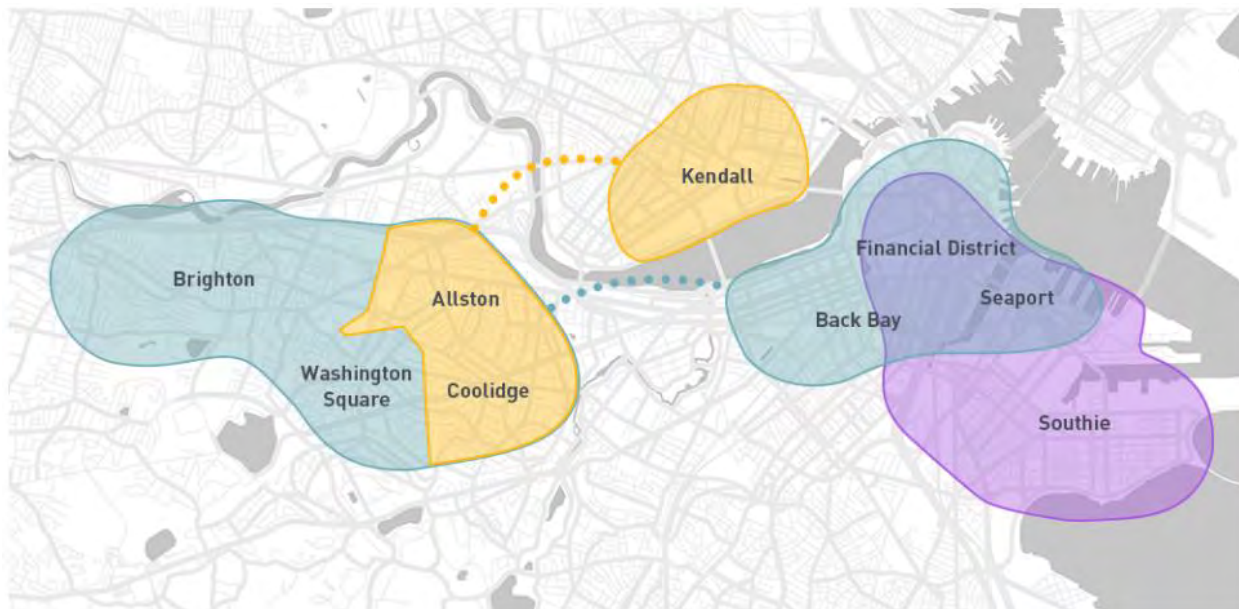 Kendall
Financial District
Brighton
Allston
Seaport
Back Bay
Washington
Square
Coolidge
Southie